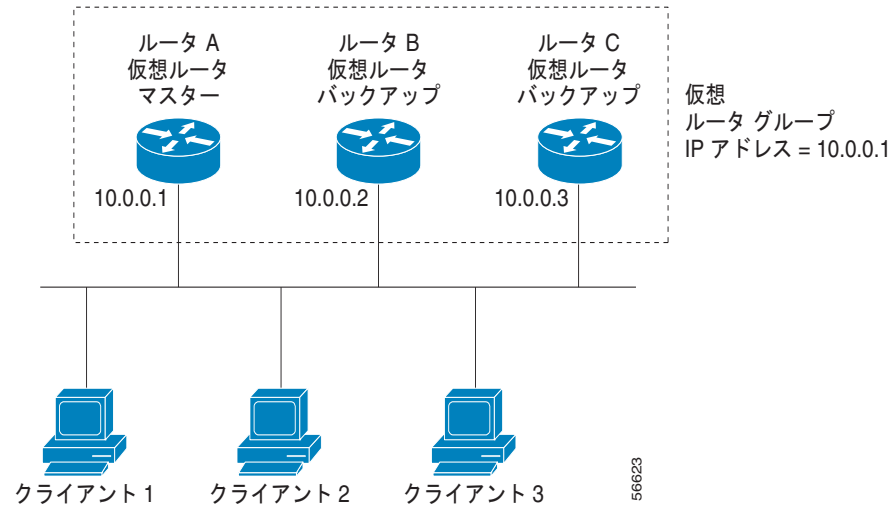 ルータ A
仮想ルータ
マスター
ルータ B
仮想ルータ
バックアップ
ルータ C
仮想ルータ
バックアップ
仮想
ルータ グループ
IP アドレス = 10.0.0.1
10.0.0.1
10.0.0.2
10.0.0.3
クライアント 1
クライアント 2
クライアント 3
56623